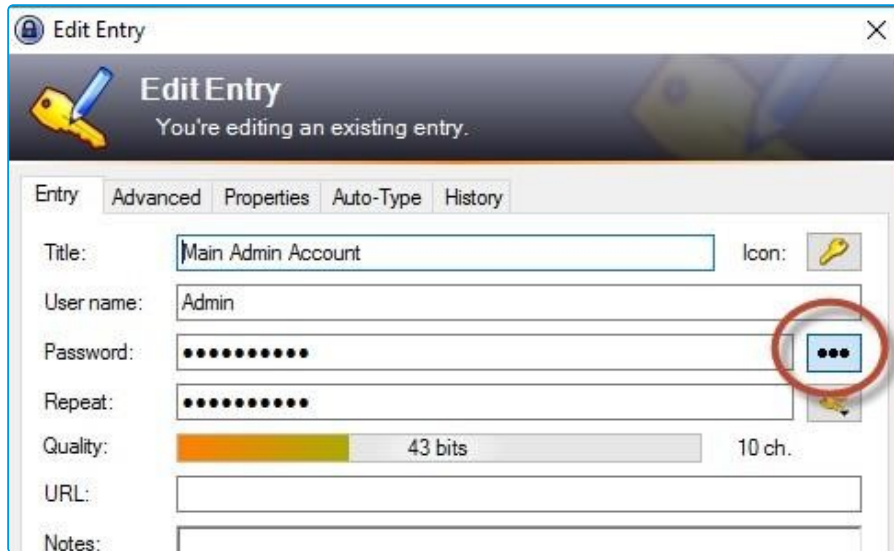 Edit Entry
Edit Entry
You're editing an existing entry.
Entry Advanced Properties Auto-Type History
Title: Main Admin Account Icon:
User name: Admin
Password: ●●●●●●●●●● ●●●
Repeat: ●●●●●●●●●●
Quality: 43 bits 10 ch.
URL:
Notes: